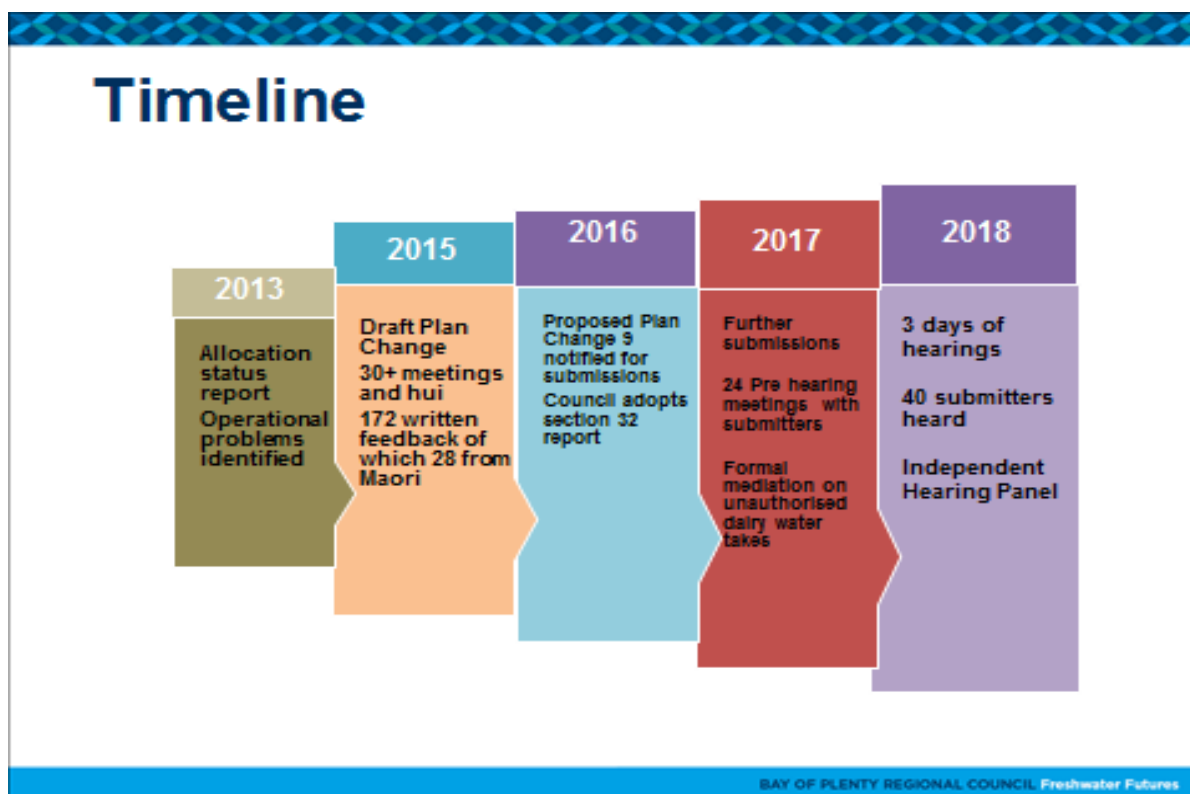 Timeline
2013
Allocation
status
report
Operational
problems
identified
2015
Draft Plan
Change
30+ meetings
and hui
172 written
feedback of
which 28 from
Maori
2016
Proposed Plan
Change 9
notified for
submissions
Council adopts
section 32
report
2017
Further
submissions
24 Pre hearing
meetings with
submitters
Formal
mediation on
unauthorised
dairy water
takes
2018
3 days of
hearings
40 submitters
heard
Independent
Hearing Panel
BAY OF PLENTY REGIONAL COUNCIL Freshwater Futures